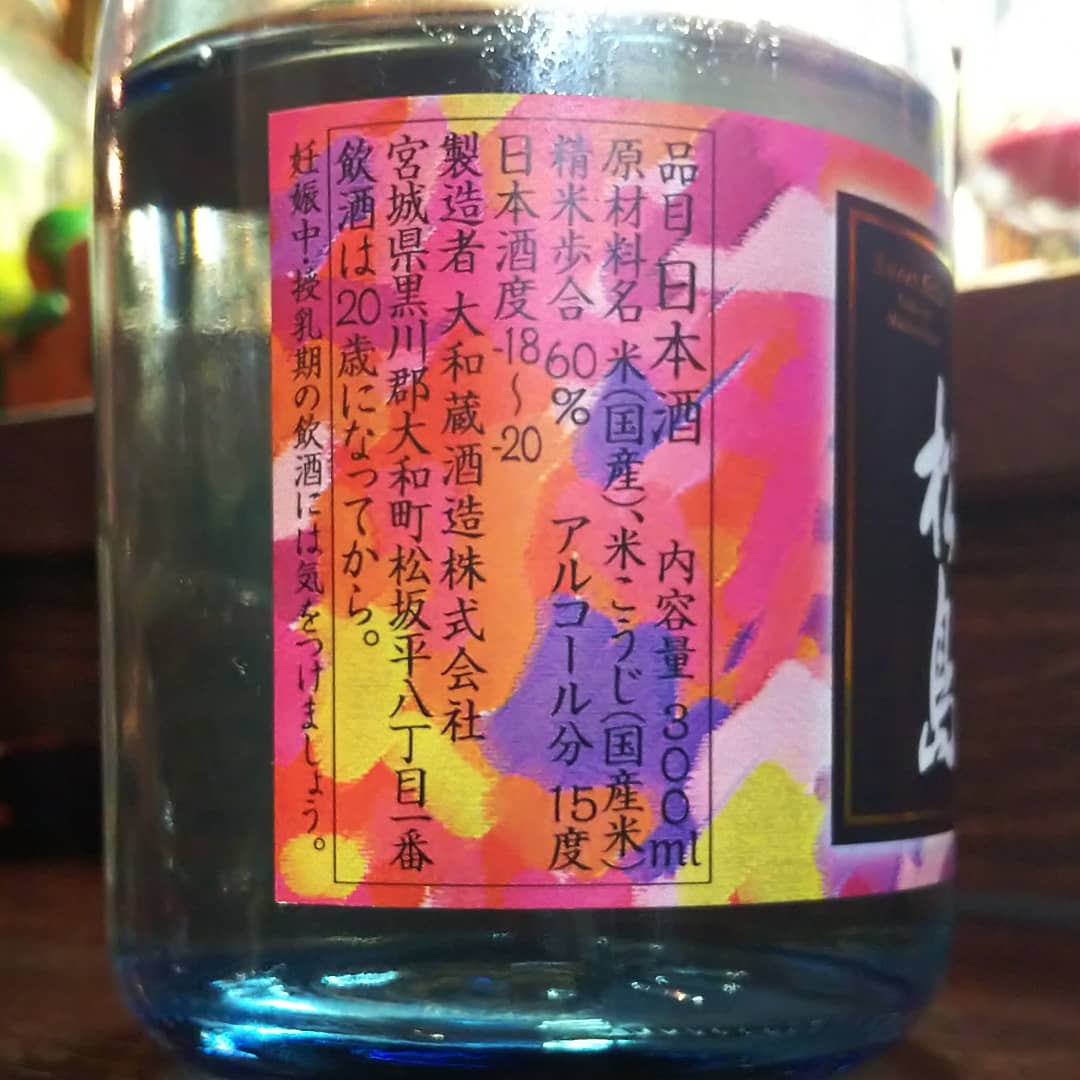 品目 日本酒 内容量 300ml
原材料名 米(国産)、米こうじ(国産米)
精米歩合 60% アルコール分 15度
日本酒度 -18～-20
製造者 大和蔵酒造株式会社
宮城県黒川郡大和町松坂平八丁目一番
飲酒は20歳になってから。
妊娠中・授乳期の飲酒には気をつけましょう。